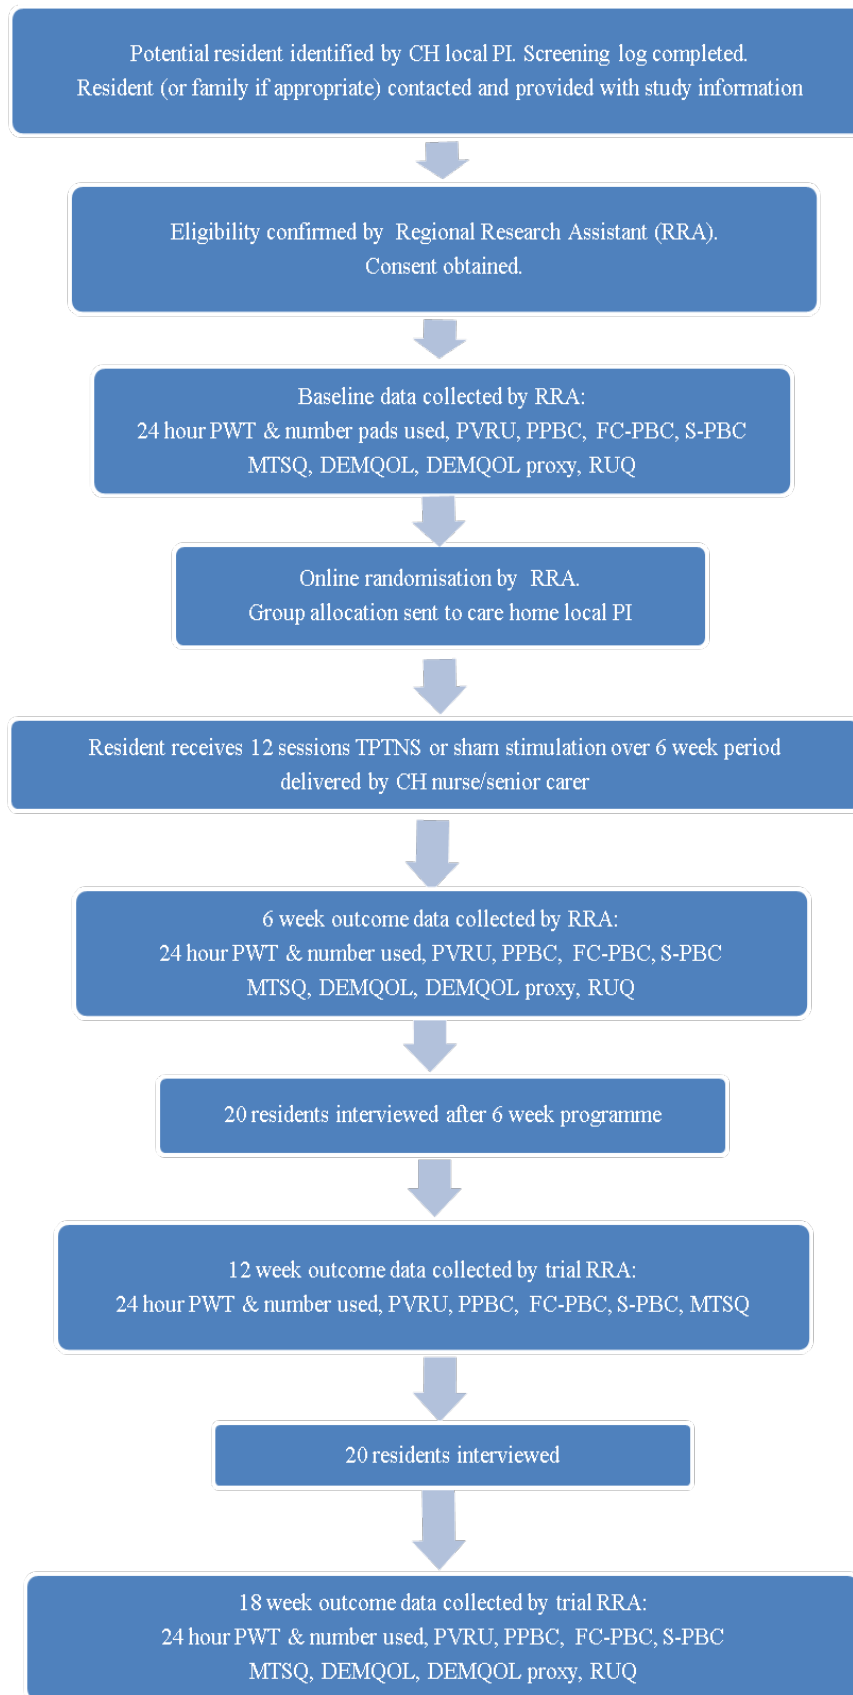 Potential resident identified by CH local PI. Screening log completed.
Resident (or family if appropriate) contacted and provided with study information
Eligibility confirmed by Regional Research Assistant (RRA).
Consent obtained.
Baseline data collected by RRA:
24 hour PWT & number pads used, PVRU, PPBC, FC-PBC, S-PBC
MTSQ, DEMQOL, DEMQOL proxy, RUQ
Online randomisation by RRA.
Group allocation sent to care home local PI
Resident receives 12 sessions TPTNS or sham stimulation over 6 week period
delivered by CH nurse/senior carer
6 week outcome data collected by RRA:
24 hour PWT & number used, PVRU, PPBC, FC-PBC, S-PBC
MTSQ, DEMQOL, DEMQOL proxy, RUQ
20 residents interviewed after 6 week programme
12 week outcome data collected by trial RRA:
24 hour PWT & number used, PVRU, PPBC, FC-PBC, S-PBC, MTSQ
20 residents interviewed
18 week outcome data collected by trial RRA:
24 hour PWT & number used, PVRU, PPBC, FC-PBC, S-PBC
MTSQ, DEMQOL, DEMQOL proxy, RUQ